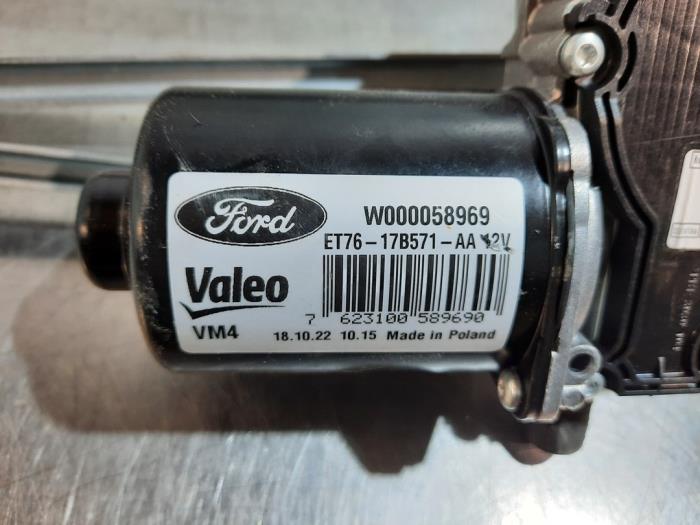 Ford
W000058969
ET76-17B571-AA 12V
Valeo
7 623100 589690
VM4
18.10.22 10.15 Made in Poland